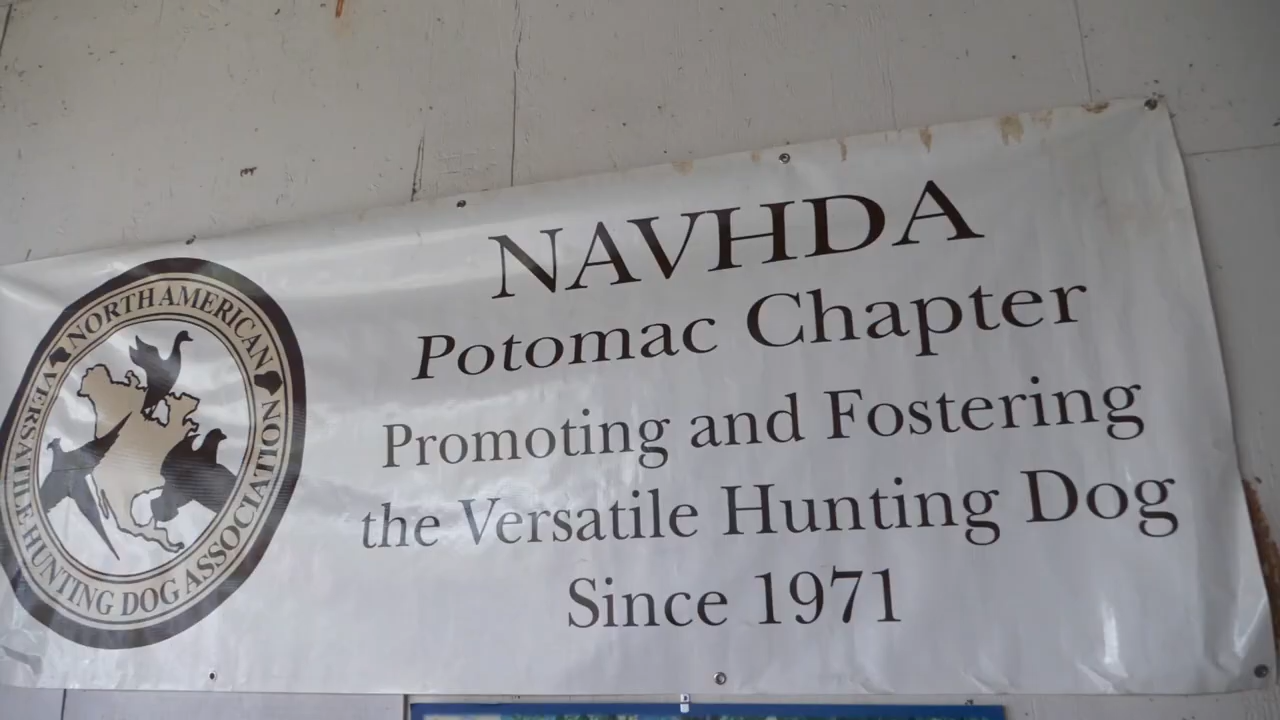 NORTH AMERICAN
VERSATILE HUNTING DOG ASSOCIATION
NAVHDA
Potomac Chapter
Promoting and Fostering
the Versatile Hunting Dog
Since 1971